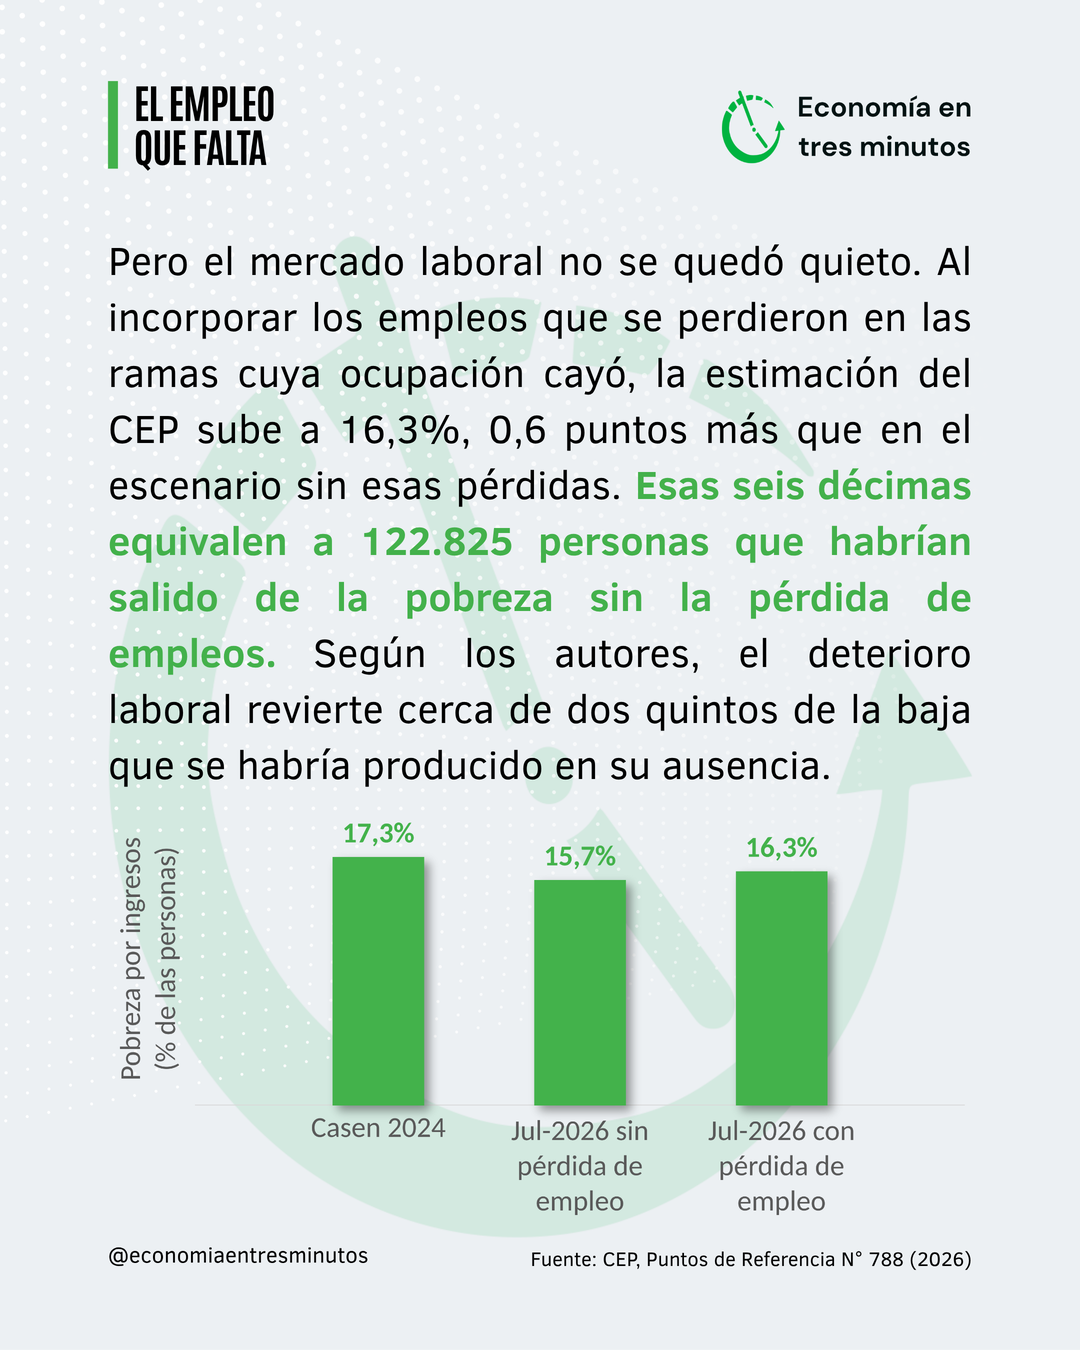 EL EMPLEO
QUE FALTA
Economía en
tres minutos
Pero el mercado laboral no se quedó quieto. Al
incorporar los empleos que se perdieron en las
ramas cuya ocupación cayó, la estimación del
CEP sube a 16,3%, 0,6 puntos más que en el
escenario sin esas pérdidas. Esas seis décimas
equivalen a 122.825 personas que habrían
salido de la pobreza sin la pérdida de
empleos. Según los autores, el deterioro
laboral revierte cerca de dos quintos de la baja
que se habría producido en su ausencia.
Pobreza por ingresos
(% de las personas)
17,3%
15,7%
16,3%
Casen 2024
Jul-2026 sin
pérdida de
empleo
Jul-2026 con
pérdida de
empleo
@economiaentresminutos
Fuente: CEP, Puntos de Referencia N° 788 (2026)